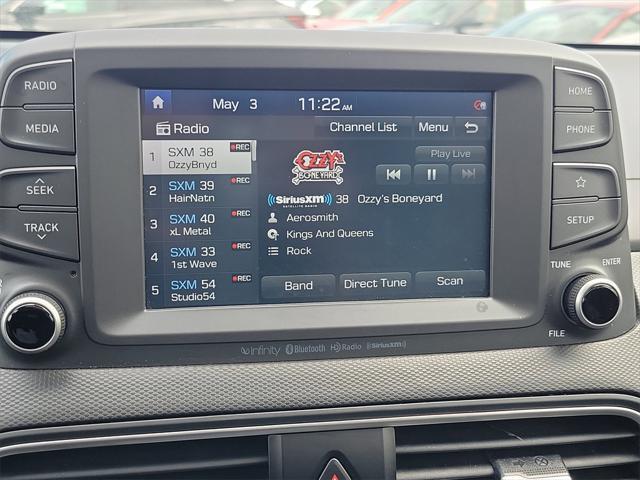 RADIO
MEDIA
SEEK
TRACK
HOME
PHONE
SETUP
TUNE ENTER
FILE
May 3 11:22 AM
Radio Channel List Menu
1 SXM 38 REC
OzzyBnyd
2 SXM 39 REC
HairNatn
3 SXM 40 REC
xL Metal
4 SXM 33 REC
1st Wave
5 SXM 54 REC
Studio54
OZZY'S
BONEYARD
Play Live
((SiriusXM)) 38 Ozzy's Boneyard
SATELLITE RADIO
Aerosmith
Kings And Queens
Rock
Band Direct Tune Scan
Infinity Bluetooth HD Radio ((SiriusXM))